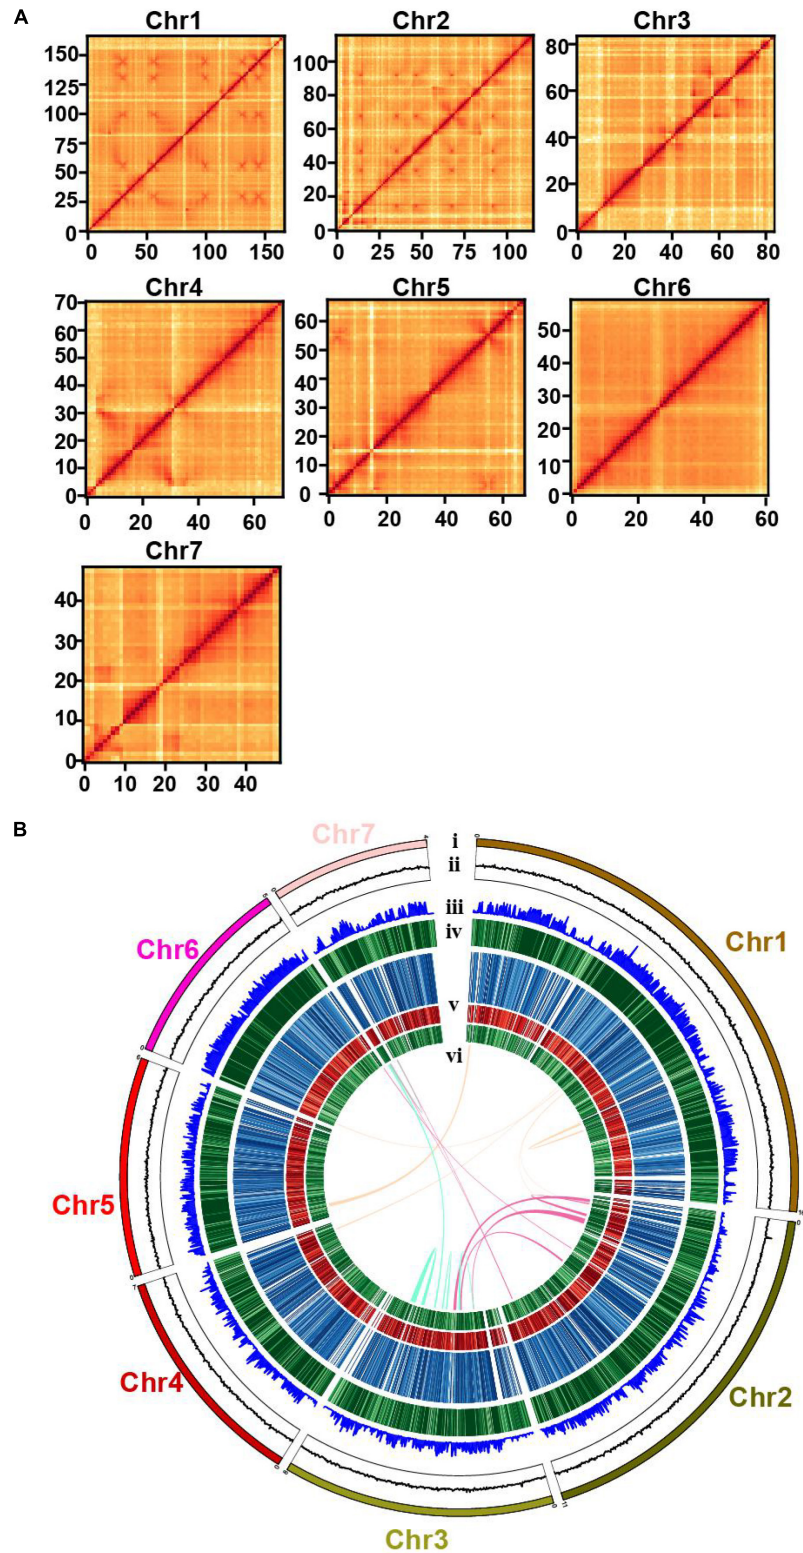 A
Chr1 Chr2 Chr3
150 125 100 75 50 25 0
0 50 100 150
100 80 60 40 20 0
0 25 50 75 100
80 60 40 20 0
0 20 40 60 80
Chr4 Chr5 Chr6
70 60 50 40 30 20 10 0
0 20 40 60
60 50 40 30 20 10 0
0 20 40 60
50 40 30 20 10 0
0 20 40 60
Chr7
40 30 20 10 0
0 10 20 30 40
B
Chr7
i
ii
iii
iv
v
vi
Chr1
Chr6
Chr5
Chr4
Chr2
Chr3